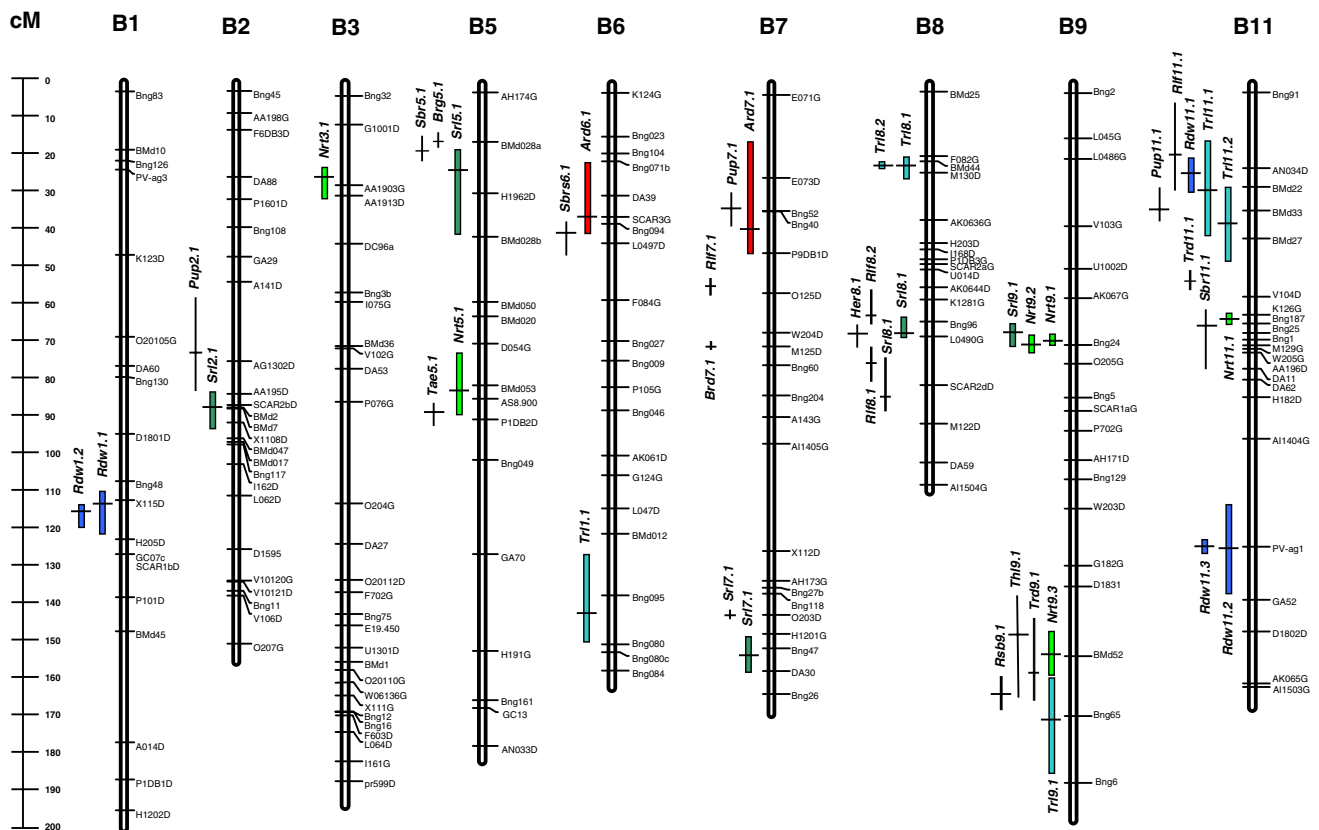 cM B1 B2 B3 B5 B6 B7 B8 B9 B11
0
10
20
30
40
50
60
70
80
90
100
110
120
130
140
150
160
170
180
190
200
Rdw1.2
Rdw1.1
Bng83
BMd10
Bng126
PV-ag3
K123D
O20105G
DA60
Bng130
D1801D
Bng48
X115D
H205D
GC07c
SCAR1bD
P101D
BMd45
A014D
P1DB1D
H1202D
Pup2.1
Srl2.1
Bng45
AA198G
F6DB3D
DA88
P1601D
Bng108
GA29
A141D
AG1302D
AA195D
SCAR2bD
BMd2
BMd7
X1108D
BMd047
BMd017
Bng117
I162D
L062D
D1595
V10120G
V10121D
Bng11
V106D
O207G
Nrt3.1
Bng32
G1001D
AA1903G
AA1913D
DC96a
Bng3b
I075G
BMd36
V102G
DA53
P076G
O204G
DA27
O20112D
F702G
Bng75
E19.450
U1301D
BMd1
O20110G
W06136G
X111G
Bng12
Bng16
F603D
L064D
I161G
pr599D
Sbr5.1
Brg5.1
Srl5.1
Nrt5.1
Tae5.1
AH174G
BMd028a
H1962D
BMd028b
BMd050
BMd020
D054G
BMd053
AS8.900
P1DB2D
Bng049
GA70
H191G
Bng161
GC13
AN033D
Sbrs6.1
Ard6.1
Trl1.1
K124G
Bng023
Bng104
Bng071b
DA39
SCAR3G
Bng094
L0497D
F084G
Bng027
Bng009
P105G
Bng046
AK061D
G124G
L047D
BMd012
Bng095
Bng080
Bng080c
Bng084
Ard7.1
Pup7.1
Rlf7.1
Brd7.1
Srl7.1
Srl7.1
E071G
E073D
Bng52
Bng40
P9DB1D
O125D
W204D
M125D
Bng60
Bng204
A143G
AI1405G
X112D
AH173G
Bng27b
Bng118
O203D
H1201G
Bng47
DA30
Bng26
Trl8.2
Trl8.1
Rlf8.2
Her8.1
Srl8.1
Srl8.1
Rlf8.1
BMd25
F082G
BMd44
M130D
AK0636G
H203D
I168D
P1DB3G
SCAR2aG
U014D
AK0644D
K1281G
Bng96
L0490G
SCAR2dD
M122D
DA59
AI1504G
Srl9.1
Nrt9.2
Nrt9.1
Thl9.1
Trd9.1
Nrt9.3
Rsb9.1
Trl9.1
Bng2
L045G
L0486G
V103G
U1002D
AK067G
Bng24
O205G
Bng5
SCAR1aG
P702G
AH171D
Bng129
W203D
G182G
D1831
BMd52
Bng65
Bng6
Rlf11.1
Pup11.1
Rdw11.1
Trl11.1
Trl11.2
Trd11.1
Sbr11.1
Nrt11.1
Rdw11.3
Rdw11.2
Bng91
AN034D
BMd22
BMd33
BMd27
V104D
K126G
Bng187
Bng25
Bng1
M129G
W205G
AA196D
DA11
DA62
H182D
AI1404G
PV-ag1
GA52
D1802D
AK065G
AI1503G